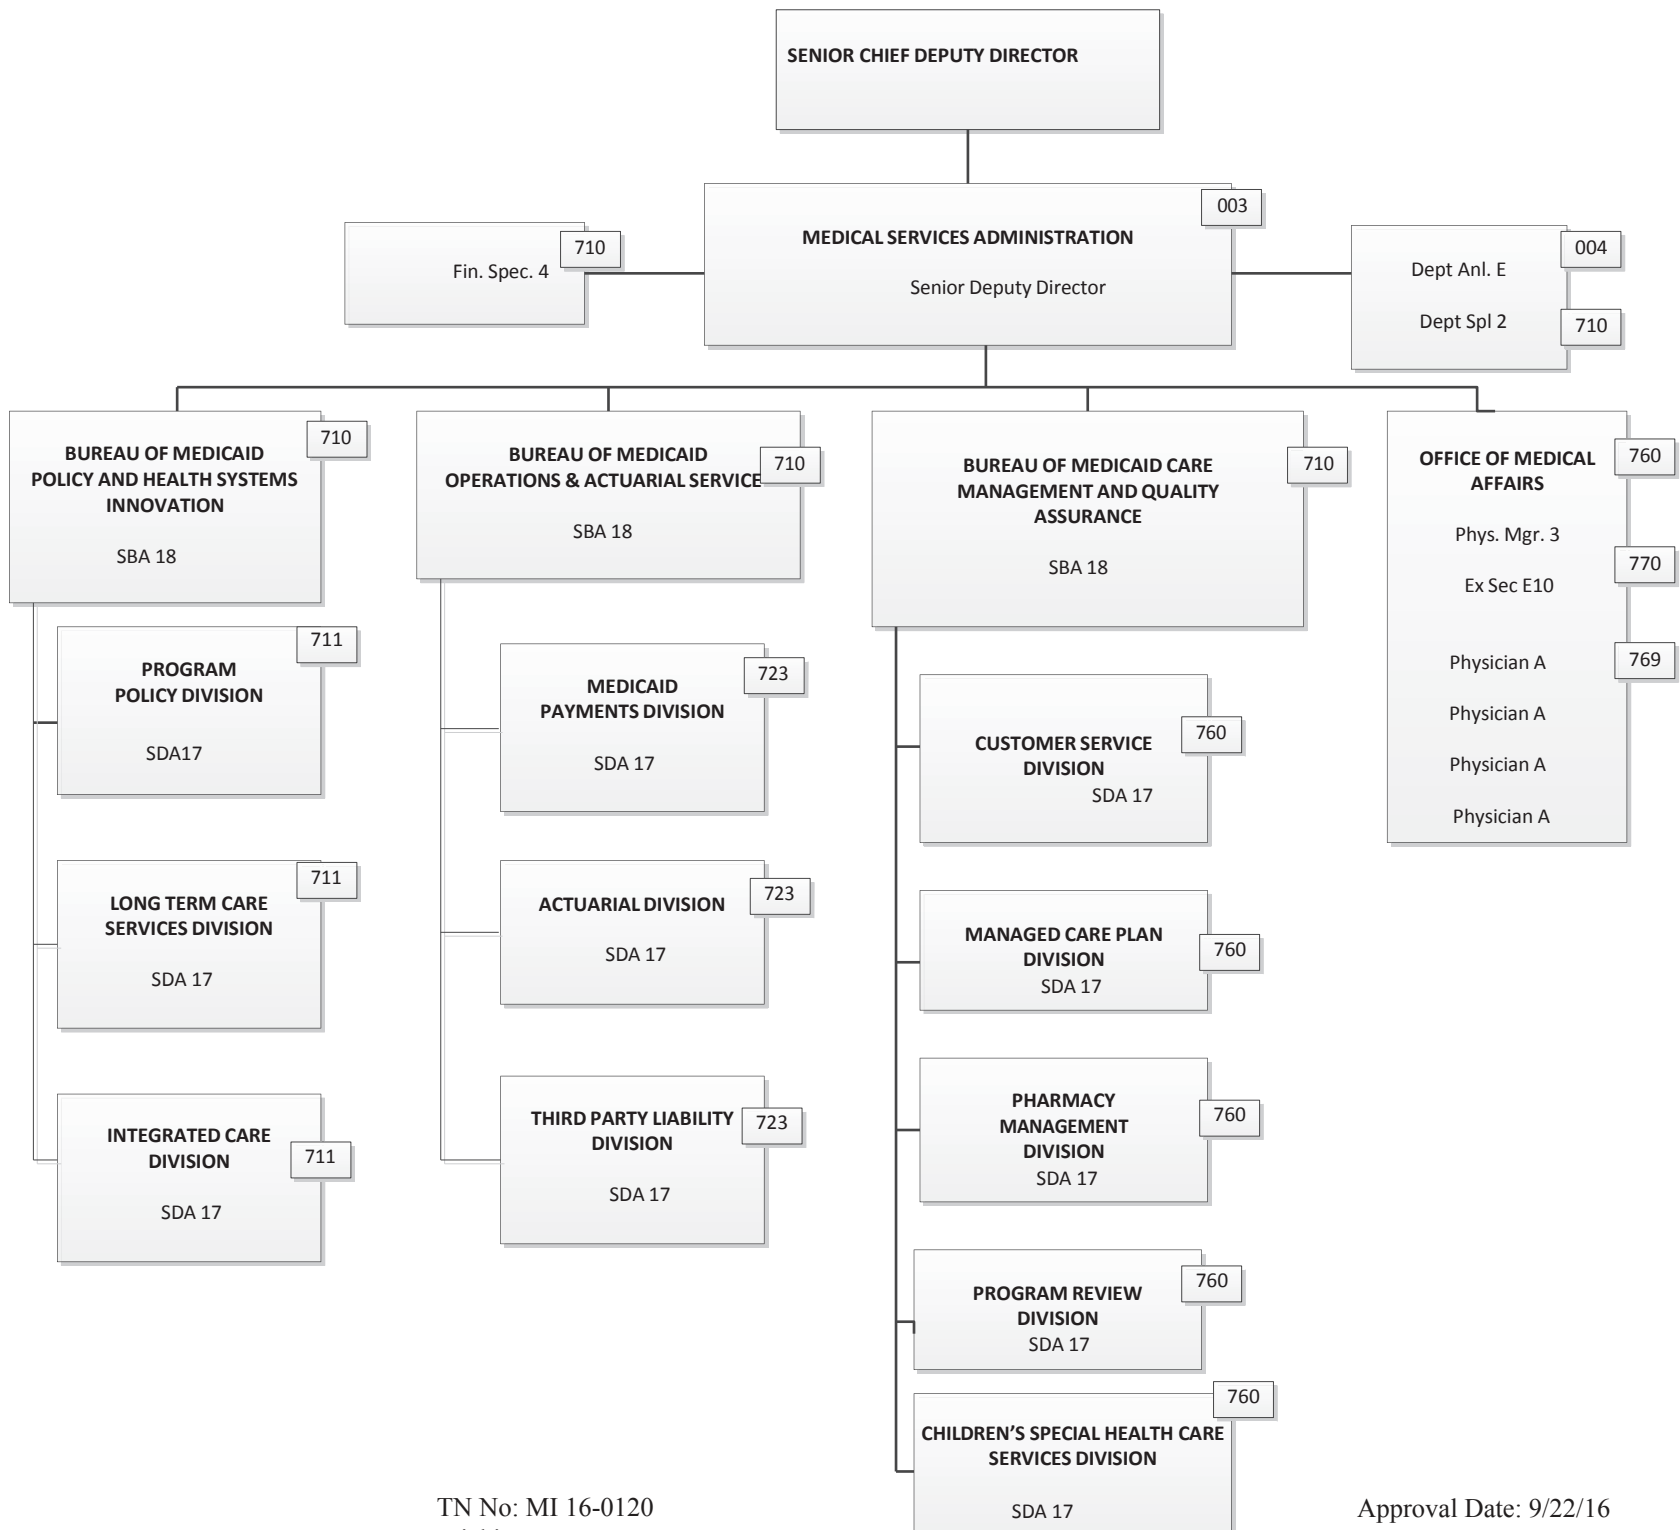 SENIOR CHIEF DEPUTY DIRECTOR
003
MEDICAL SERVICES ADMINISTRATION
Senior Deputy Director
710
Fin. Spec. 4
004
Dept Anl. E
Dept Spl 2
710
710
BUREAU OF MEDICAID
POLICY AND HEALTH SYSTEMS
INNOVATION
SBA 18
711
PROGRAM
POLICY DIVISION
SDA17
711
LONG TERM CARE
SERVICES DIVISION
SDA 17
INTEGRATED CARE
DIVISION
711
SDA 17
BUREAU OF MEDICAID
710
OPERATIONS & ACTUARIAL SERVICE
SBA 18
723
MEDICAID
PAYMENTS DIVISION
SDA 17
723
ACTUARIAL DIVISION
SDA 17
THIRD PARTY LIABILITY
723
DIVISION
SDA 17
710
BUREAU OF MEDICAID CARE
MANAGEMENT AND QUALITY
ASSURANCE
SBA 18
760
CUSTOMER SERVICE
DIVISION
SDA 17
MANAGED CARE PLAN
760
DIVISION
SDA 17
PHARMACY
760
MANAGEMENT
DIVISION
SDA 17
760
PROGRAM REVIEW
DIVISION
SDA 17
760
CHILDREN'S SPECIAL HEALTH CARE
SERVICES DIVISION
SDA 17
OFFICE OF MEDICAL
760
AFFAIRS
Phys. Mgr. 3
770
Ex Sec E10
Physician A
769
Physician A
Physician A
Physician A
TN No: MI 16-0120
Approval Date: 9/22/16